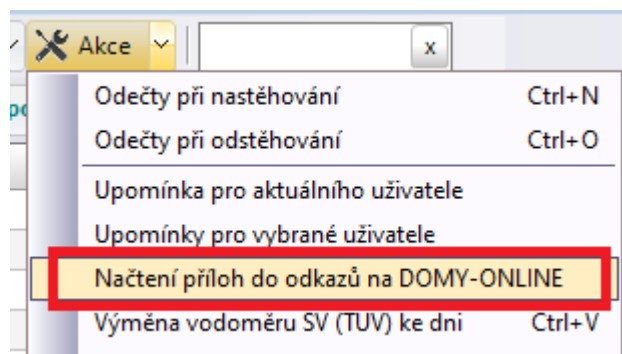 Akce
x
Odečty při nastěhování Ctrl+N
Odečty při odstěhování Ctrl+O
Upomínka pro aktuálního uživatele
Upomínky pro vybrané uživatele
Načtení příloh do odkazů na DOMY-ONLINE
Výměna vodoměru SV (TUV) ke dni Ctrl+V